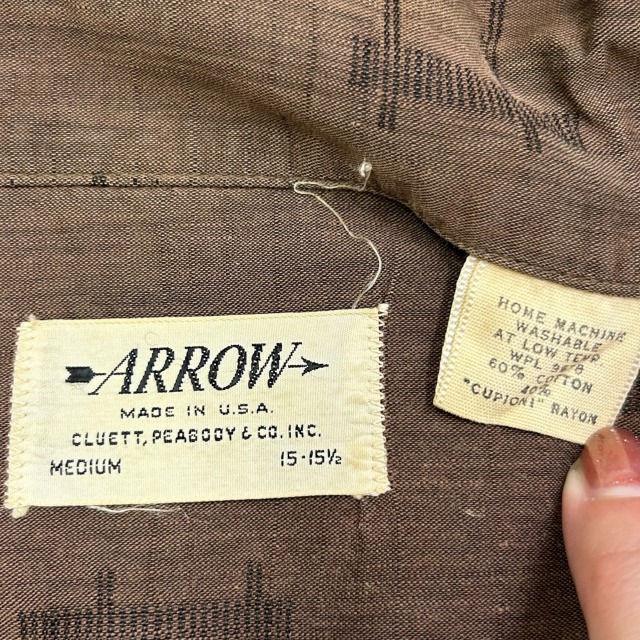 ARROW
MADE IN U.S.A.
CLUETT, PEABODY & CO. INC.
MEDIUM 15-15½
HOME MACHINE
WASHABLE
AT LOW TEMP
WPL 9678
60% COTTON
40%
"CUPIONI" RAYON